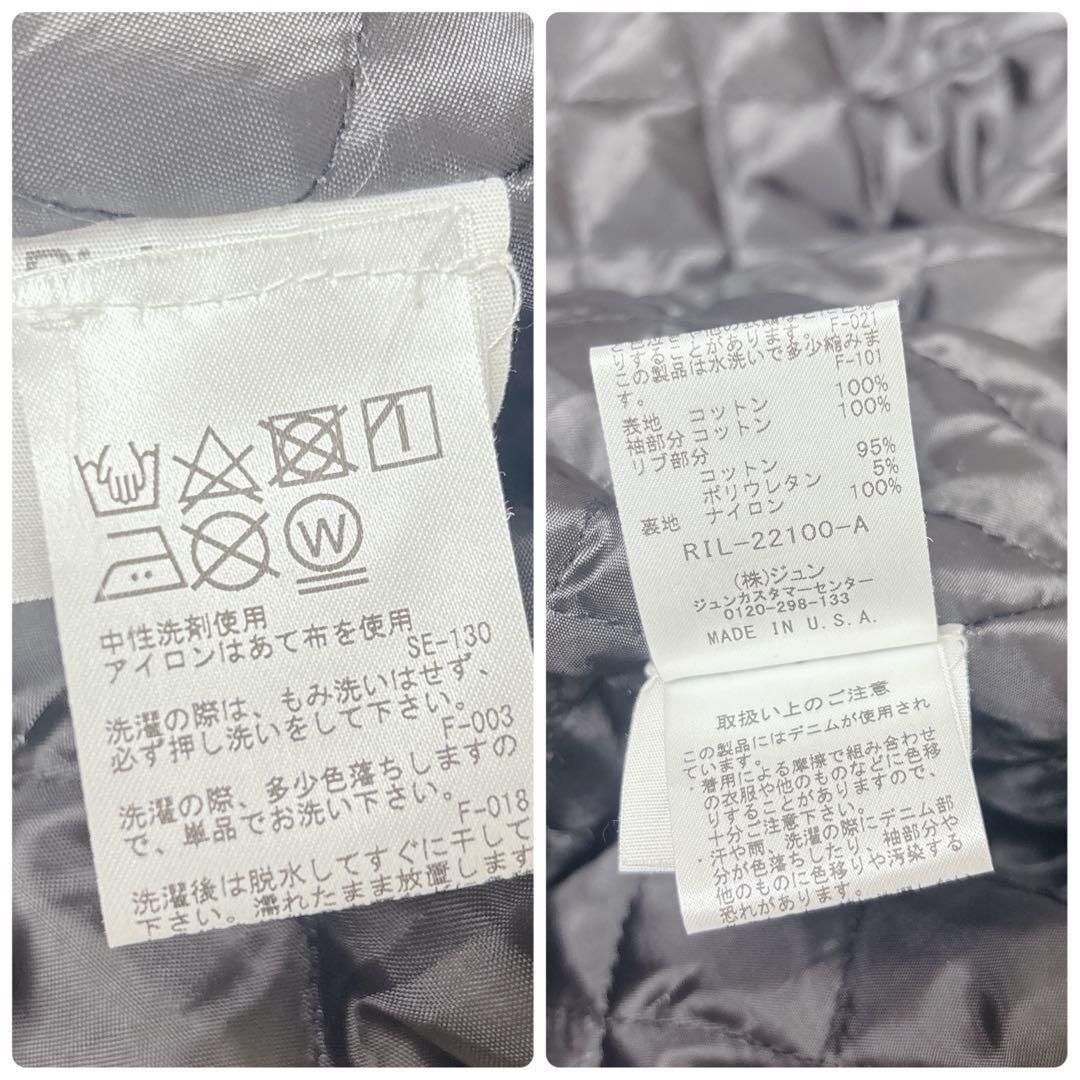 W
中性洗剤使用
アイロンはあて布を使用
SE-130
洗濯の際は、もみ洗いはせず、
必ず押し洗いをして下さい。
F-003
洗濯の際、多少色落ちしますの
で、単品でお洗い下さい。
F-018
洗濯後は脱水してすぐに干して
下さい。濡れたまま放置します
りすることがあります。 F-021
この製品は水洗いで多少縮みま
す。 F-101
表地 コットン 100%
袖部分 コットン 100%
リブ部分
コットン 95%
ポリウレタン 5%
裏地 ナイロン 100%
RIL-22100-A
(株)ジュン
ジュンカスタマーセンター
0120-298-133
MADE IN U.S.A.
取扱い上のご注意
この製品にはデニムが使用され
ています。
・着用による摩擦で組み合わせ
の衣服や他のものなどに色移
りすることがありますので、
十分ご注意下さい。
・汗や雨、洗濯の際にデニム部
分が色落ちしたり、袖部分や
他のものに色移りや汚染する
恐れがあります。